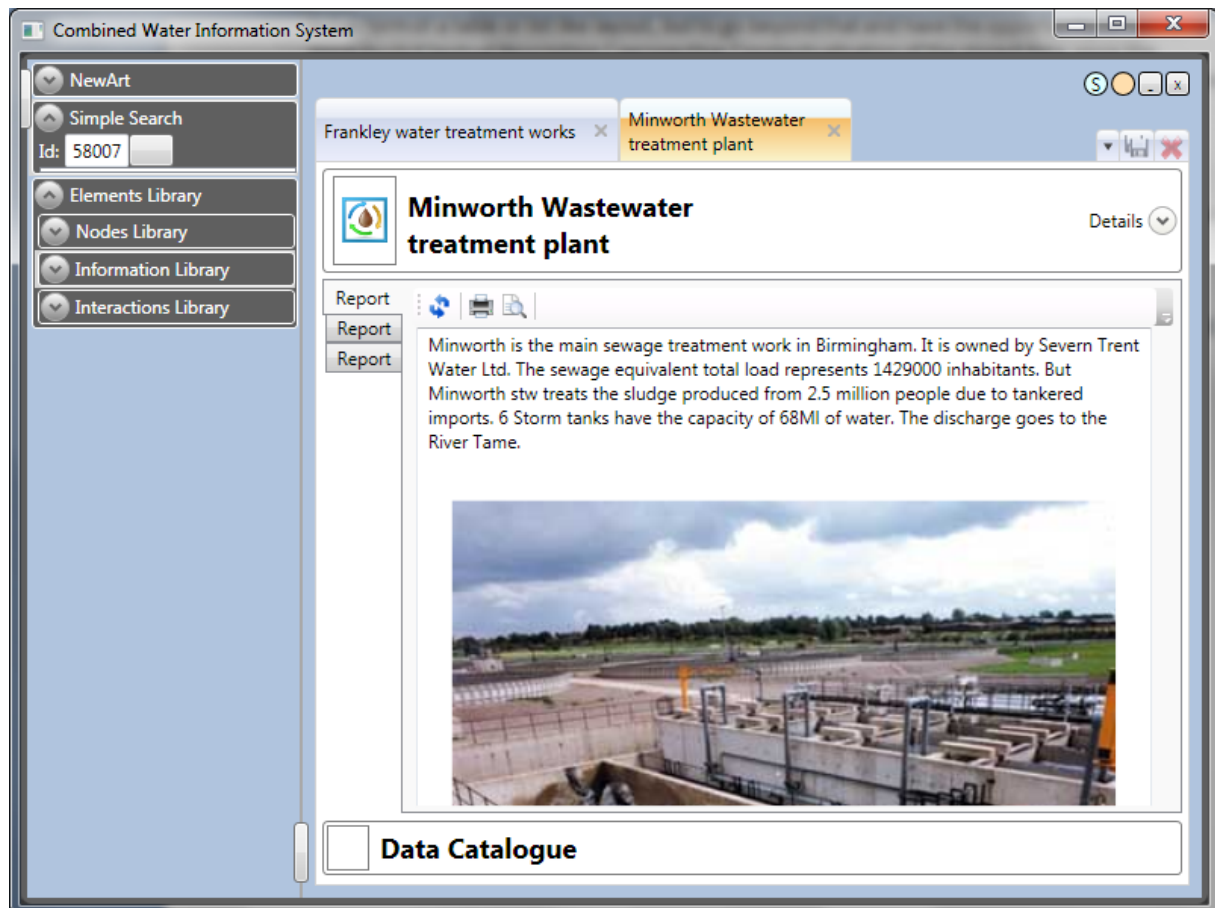 Combined Water Information System
NewArt
Simple Search
Id: 58007
Elements Library
Nodes Library
Information Library
Interactions Library
S
x
Frankley water treatment works
Minworth Wastewater
treatment plant
Minworth Wastewater
treatment plant
Details
Report
Report
Report
Minworth is the main sewage treatment work in Birmingham. It is owned by Severn Trent
Water Ltd. The sewage equivalent total load represents 1429000 inhabitants. But
Minworth stw treats the sludge produced from 2.5 million people due to tankered
imports. 6 Storm tanks have the capacity of 68Ml of water. The discharge goes to the
River Tame.
Data Catalogue